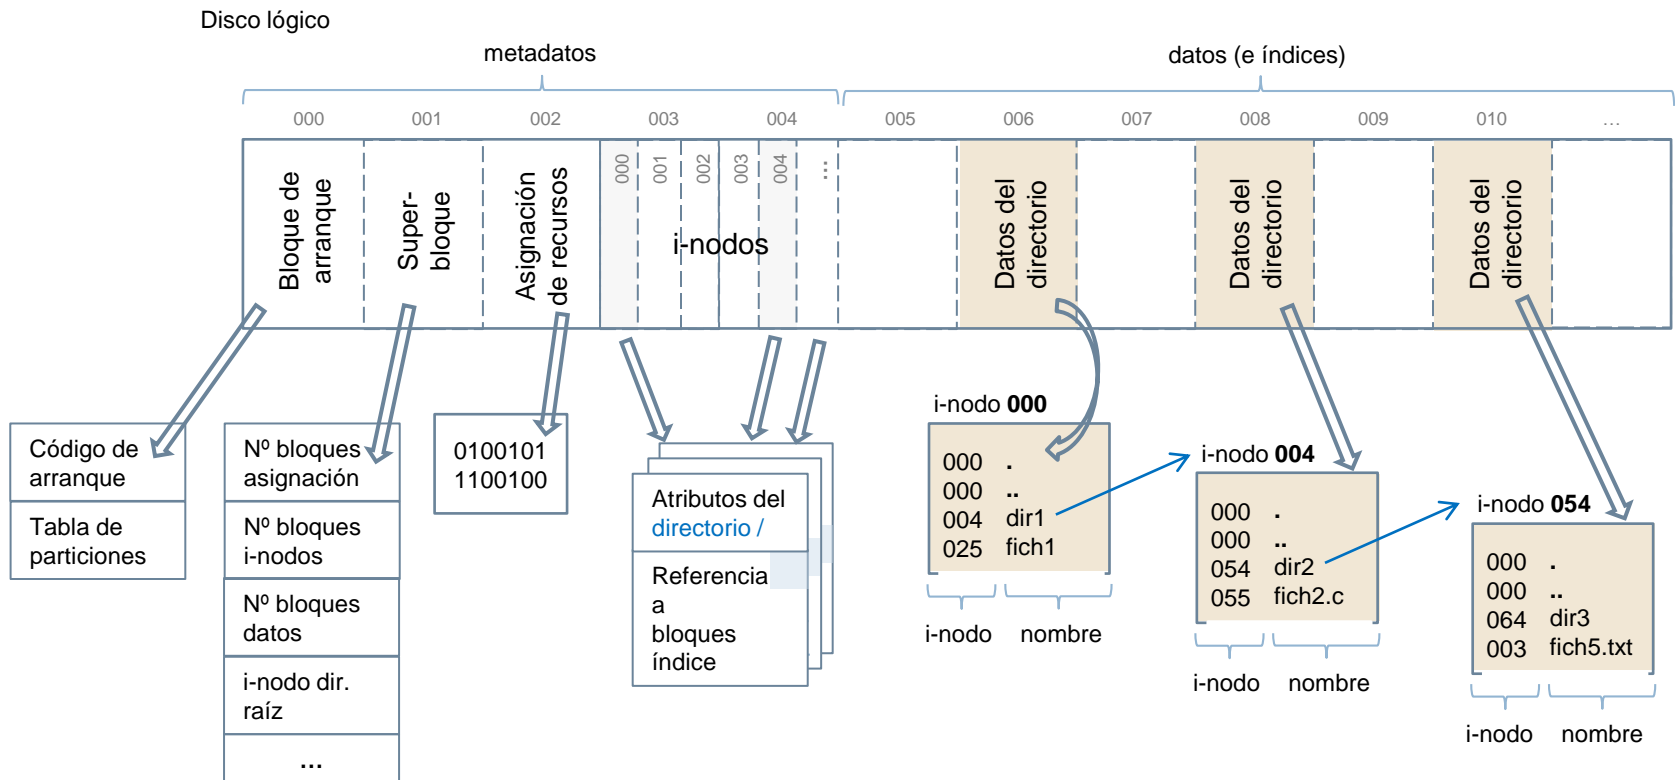 Disco lógico
metadatos
datos (e índices)
000 001 002 003 004 005 006 007 008 009 010 ...
Bloque de
arranque
Super-
bloque
Asignación
de recursos
000 001 002 003 004 ...
i-nodos
Datos del
directorio
Datos del
directorio
Datos del
directorio
Código de
arranque
Tabla de
particiones
Nº bloques
asignación
Nº bloques
i-nodos
Nº bloques
datos
i-nodo dir.
raíz
...
0100101
1100100
Atributos del
directorio /
Referencia
a
bloques
índice
i-nodo 000
000 .
000 ..
004 dir1
025 fich1
i-nodo nombre
i-nodo 004
000 .
000 ..
054 dir2
055 fich2.c
i-nodo nombre
i-nodo 054
000 .
000 ..
064 dir3
003 fich5.txt
i-nodo nombre